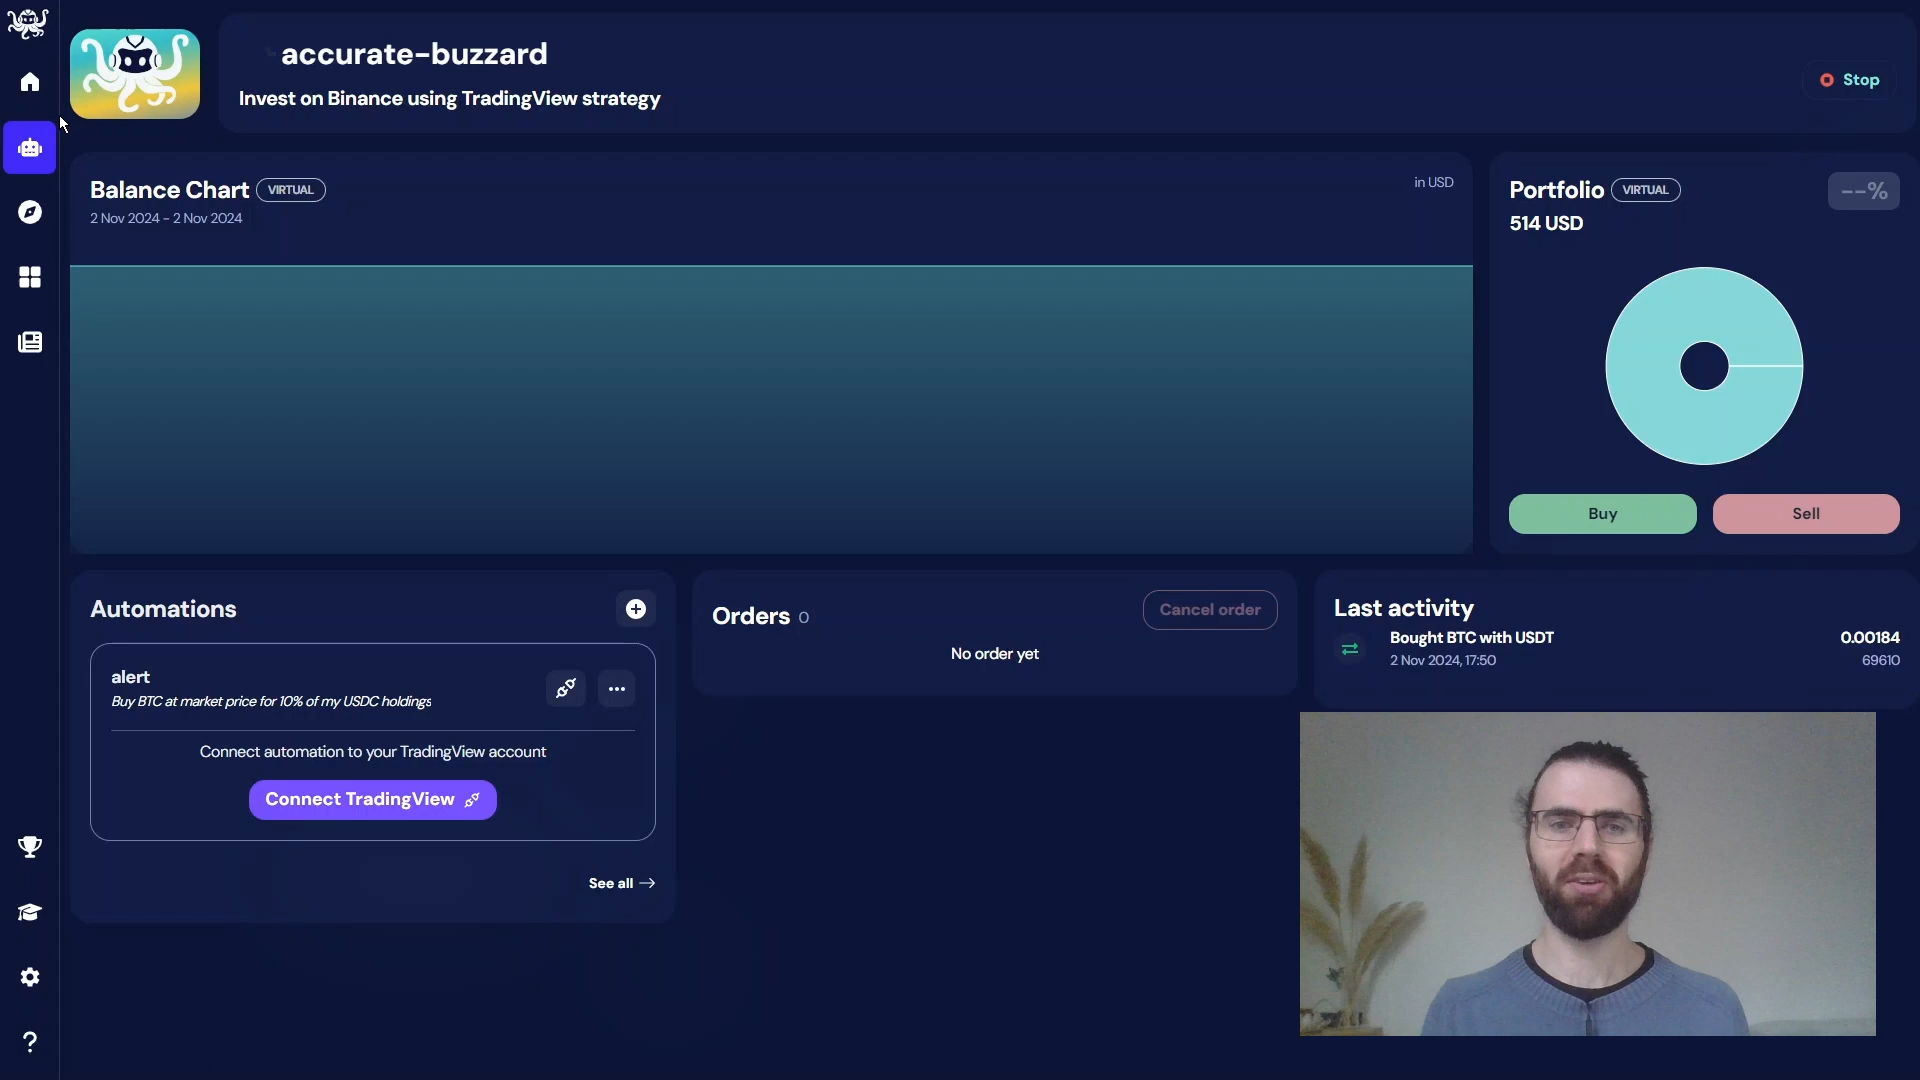 accurate-buzzard
Invest on Binance using TradingView strategy
Stop
Balance Chart VIRTUAL
in USD
2 Nov 2024 - 2 Nov 2024
Portfolio VIRTUAL
--%
514 USD
Buy
Sell
Automations
alert
Buy BTC at market price for 10% of my USDC holdings
Connect automation to your TradingView account
Connect TradingView
See all
Orders 0
Cancel order
No order yet
Last activity
Bought BTC with USDT 0.00184
2 Nov 2024, 17:50 69610